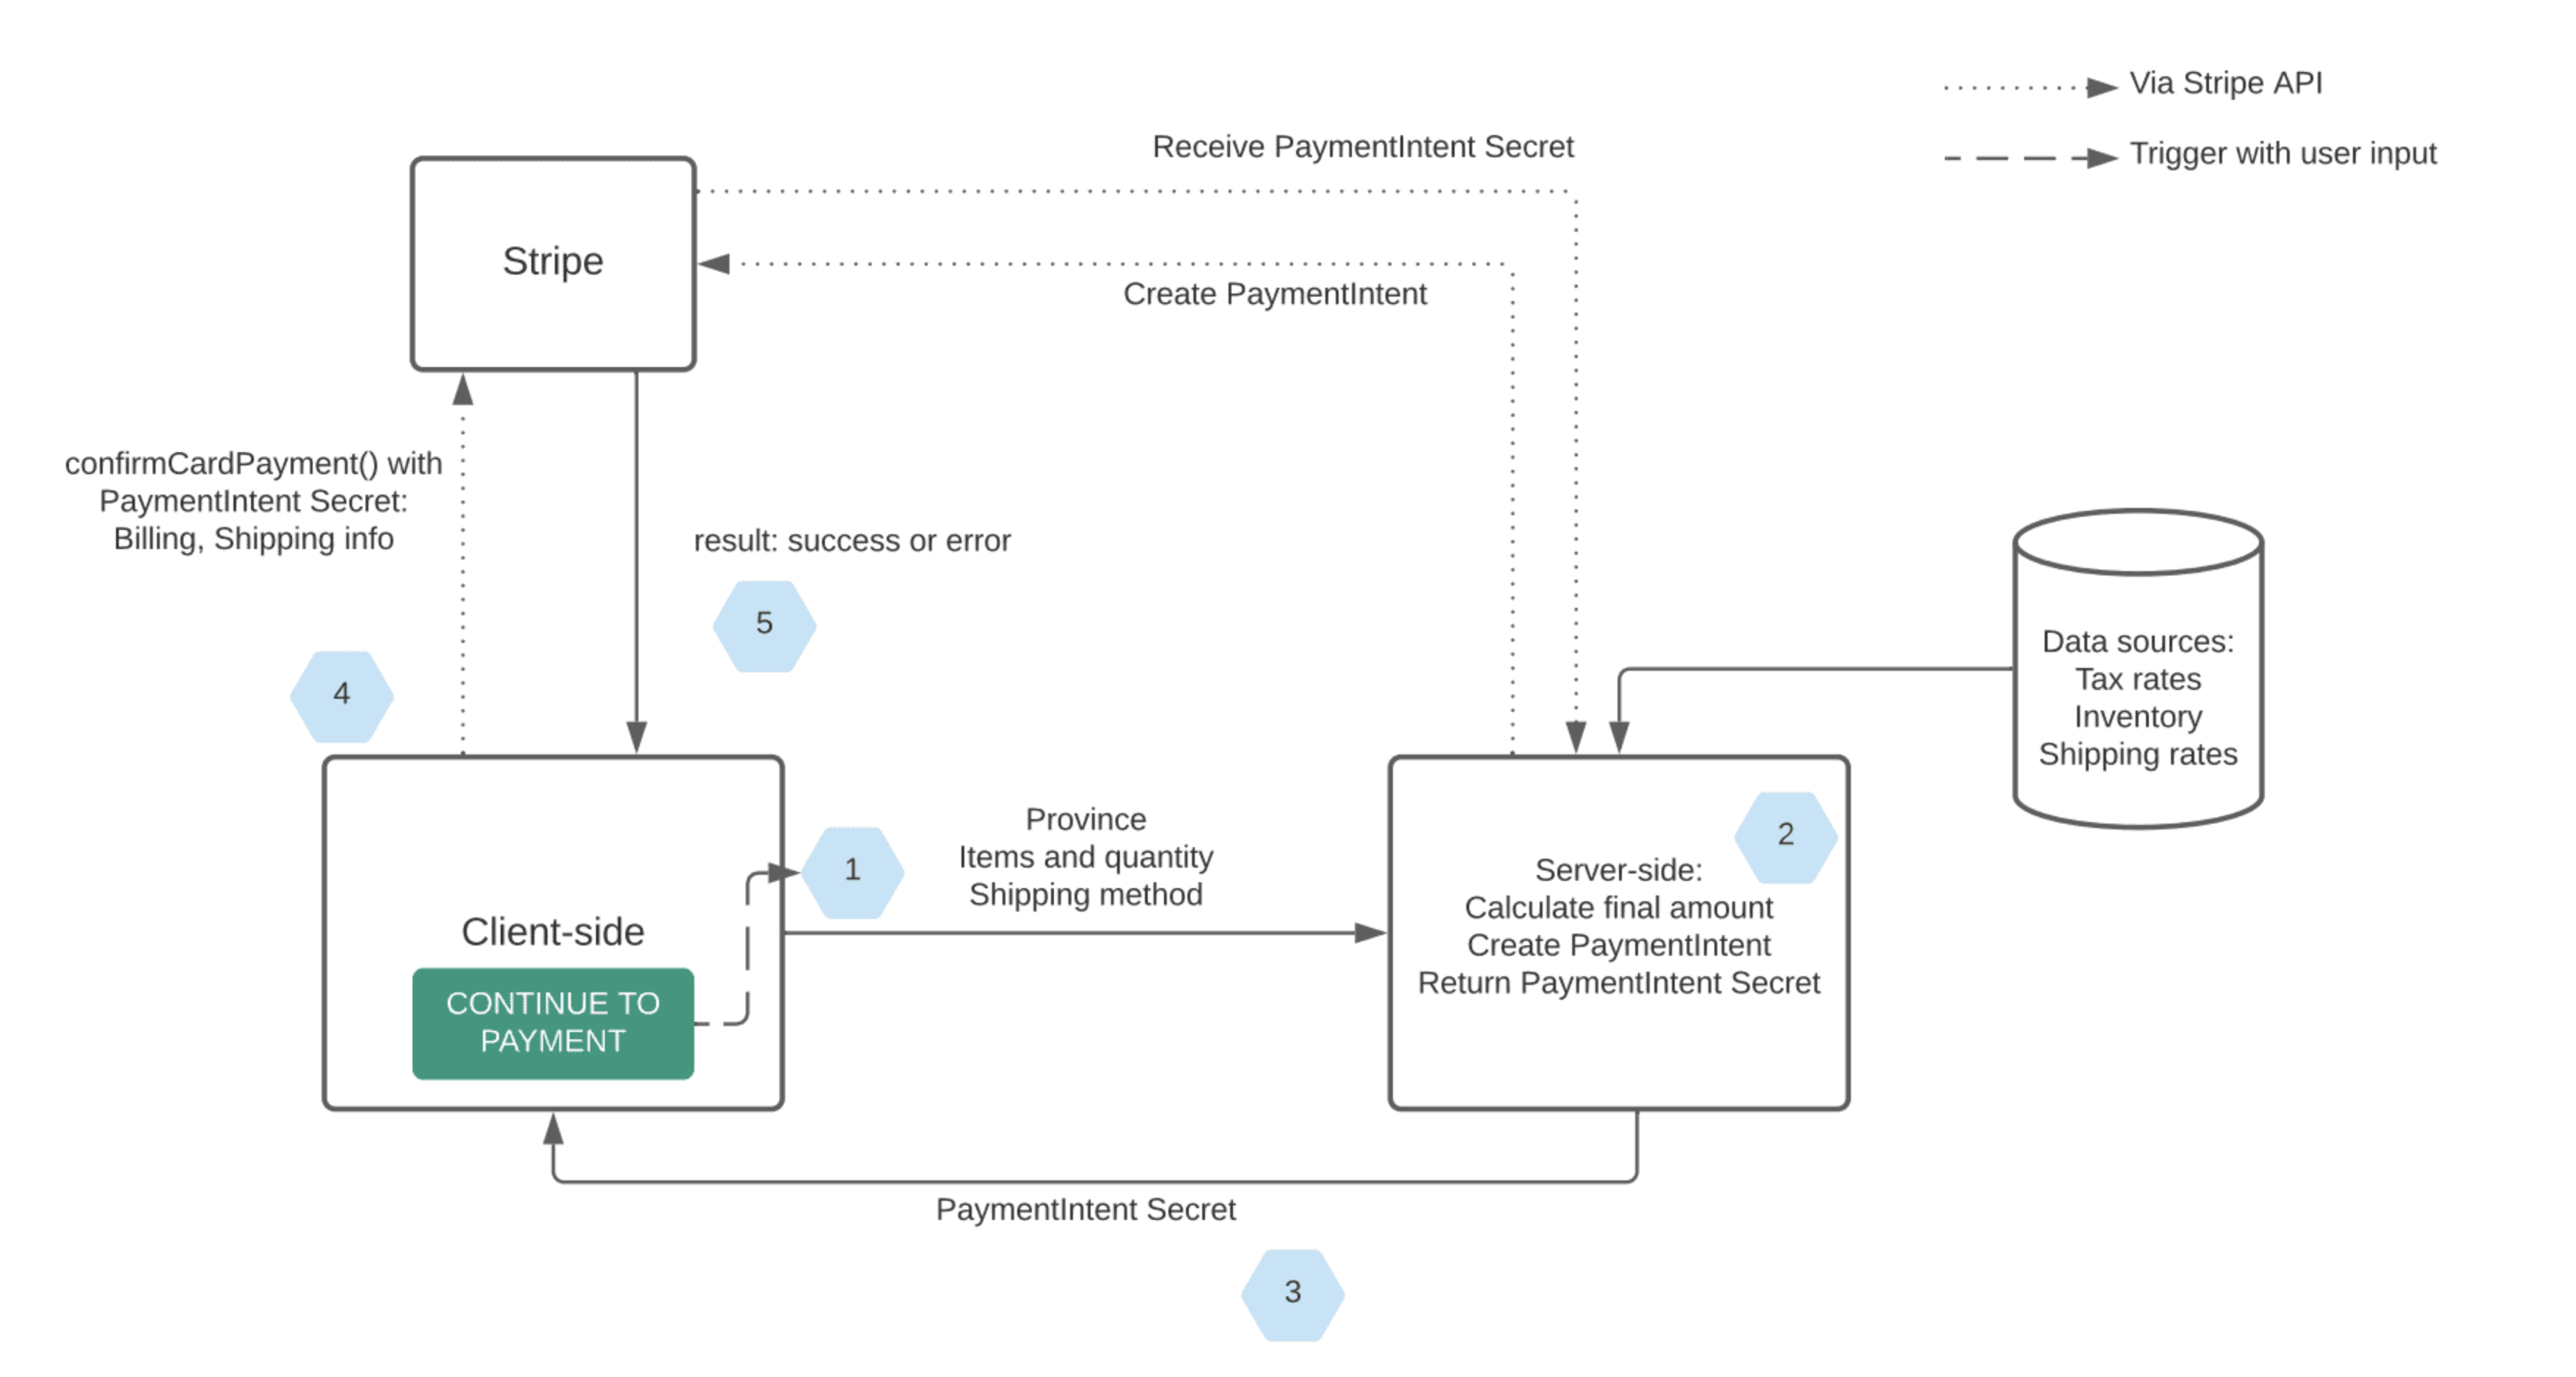 Via Stripe API
Trigger with user input
Receive PaymentIntent Secret
Stripe
Create PaymentIntent
confirmCardPayment() with
PaymentIntent Secret:
Billing, Shipping info
result: success or error
5
4
Data sources:
Tax rates
Inventory
Shipping rates
1
Province
Items and quantity
Shipping method
2
Server-side:
Calculate final amount
Create PaymentIntent
Return PaymentIntent Secret
Client-side
CONTINUE TO
PAYMENT
PaymentIntent Secret
3